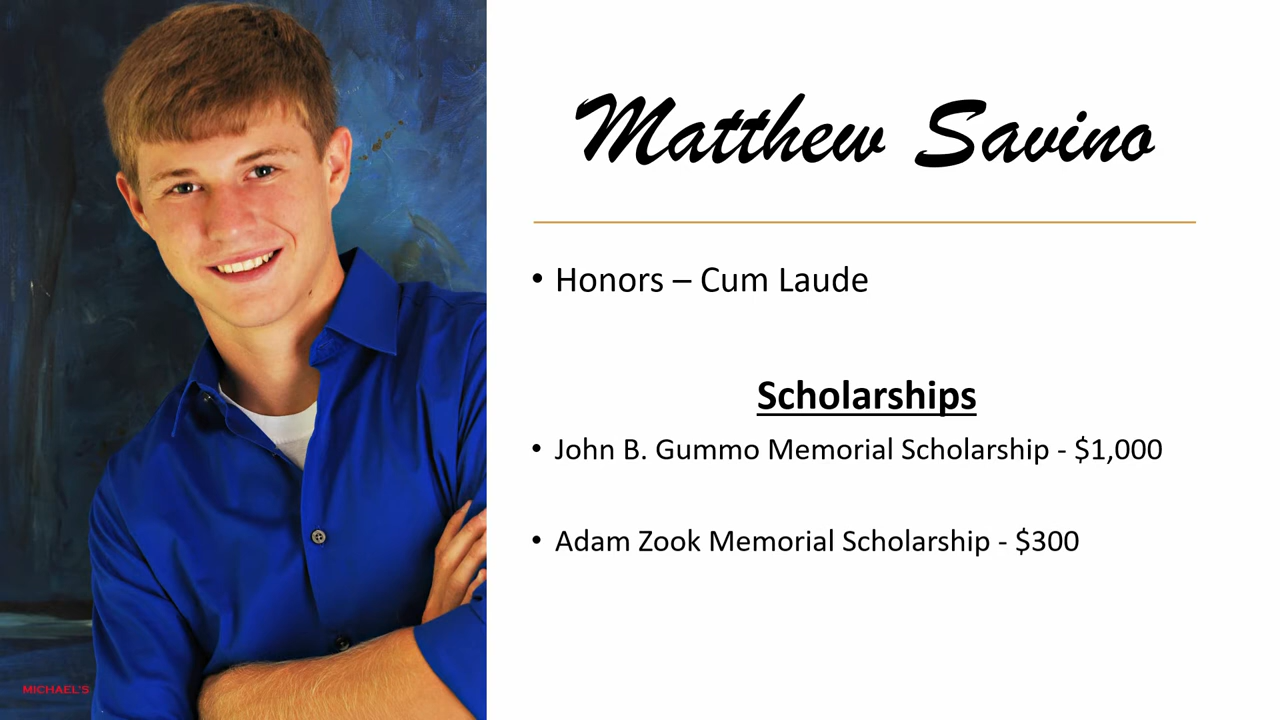 Matthew Savino
• Honors – Cum Laude
Scholarships
• John B. Gummo Memorial Scholarship - $1,000
• Adam Zook Memorial Scholarship - $300
MICHAEL'S